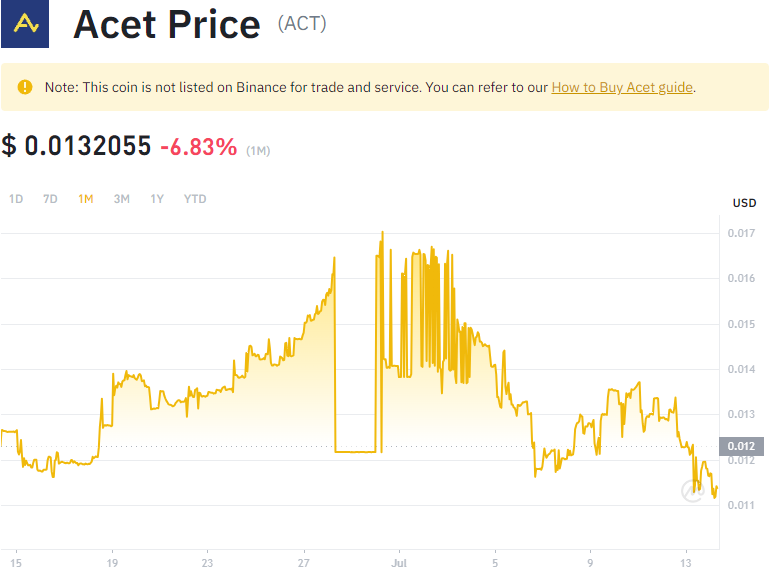 Acet Price (ACT)
Note: This coin is not listed on Binance for trade and service. You can refer to our How to Buy Acet guide.
$ 0.0132055 -6.83% (1M)
1D 7D 1M 3M 1Y YTD
USD
0.017
0.016
0.015
0.014
0.013
0.012
0.012
0.011
15 19 23 27 Jul 5 9 13